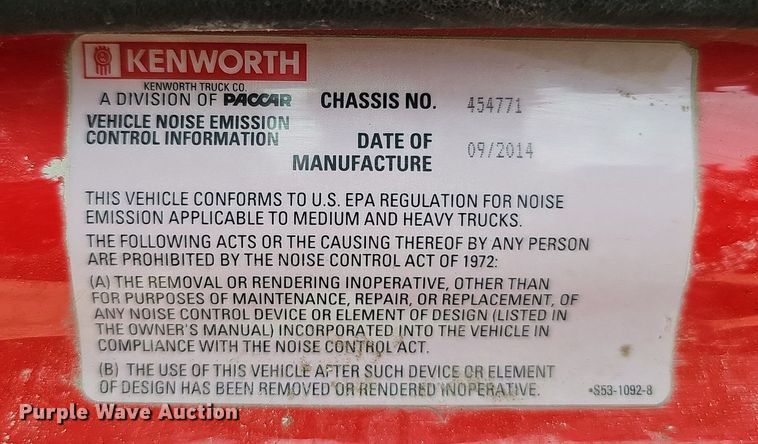 KENWORTH
KENWORTH TRUCK CO.
A DIVISION OF PACCAR
CHASSIS NO. 454771
VEHICLE NOISE EMISSION
CONTROL INFORMATION
DATE OF
MANUFACTURE 09/2014
THIS VEHICLE CONFORMS TO U.S. EPA REGULATION FOR NOISE
EMISSION APPLICABLE TO MEDIUM AND HEAVY TRUCKS.
THE FOLLOWING ACTS OR THE CAUSING THEREOF BY ANY PERSON
ARE PROHIBITED BY THE NOISE CONTROL ACT OF 1972:
(A) THE REMOVAL OR RENDERING INOPERATIVE, OTHER THAN
FOR PURPOSES OF MAINTENANCE, REPAIR, OR REPLACEMENT, OF
ANY NOISE CONTROL DEVICE OR ELEMENT OF DESIGN (LISTED IN
THE OWNER'S MANUAL) INCORPORATED INTO THE VEHICLE IN
COMPLIANCE WITH THE NOISE CONTROL ACT.
(B) THE USE OF THIS VEHICLE AFTER SUCH DEVICE OR ELEMENT
OF DESIGN HAS BEEN REMOVED OR RENDERED INOPERATIVE.
*S53-1092-8
Purple Wave Auction